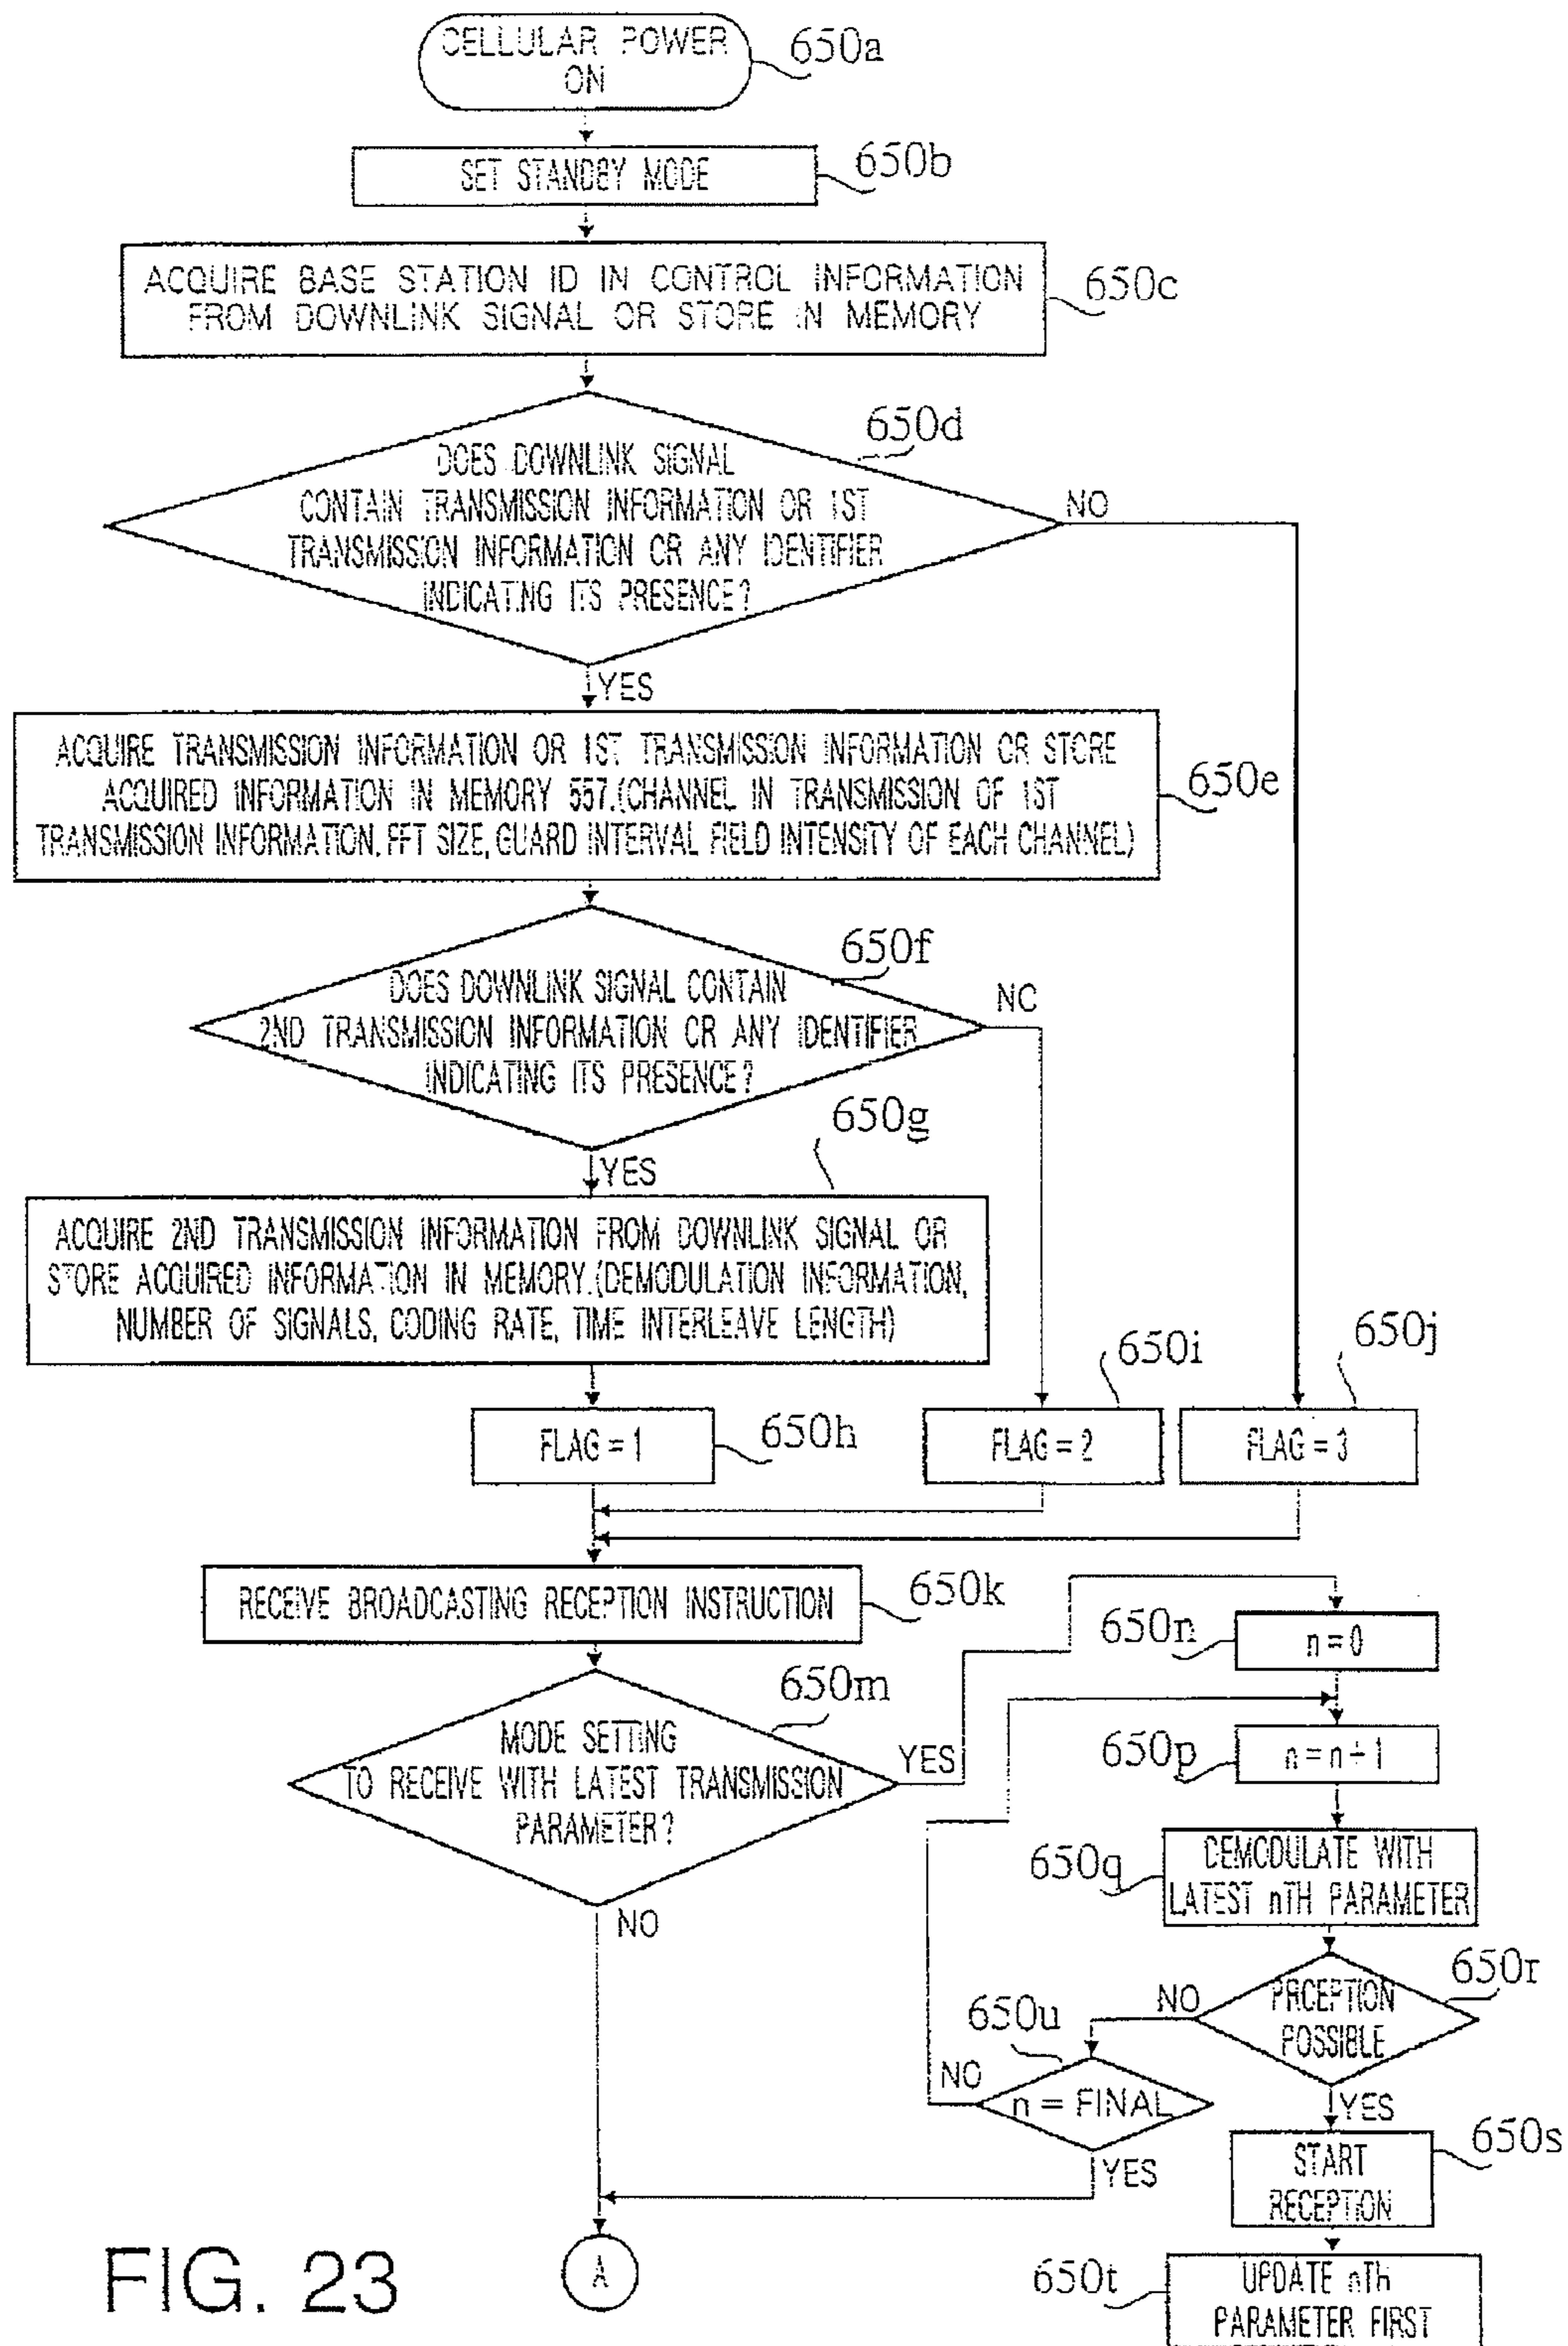 CELLULAR POWER
ON
650a
SET STANDBY MODE
650b
ACQUIRE BASE STATION ID IN CONTROL INFORMATION
FROM DOWNLINK SIGNAL OR STORE IN MEMORY
650c
650d
DOES DOWNLINK SIGNAL
CONTAIN TRANSMISSION INFORMATION OR 1ST
TRANSMISSION INFORMATION OR ANY IDENTIFIER
INDICATING ITS PRESENCE?
NO
YES
ACQUIRE TRANSMISSION INFORMATION OR 1ST TRANSMISSION INFORMATION OR STORE
ACQUIRED INFORMATION IN MEMORY 557.(CHANNEL IN TRANSMISSION OF 1ST
TRANSMISSION INFORMATION, FFT SIZE, GUARD INTERVAL FIELD INTENSITY OF EACH CHANNEL)
650e
650f
DOES DOWNLINK SIGNAL CONTAIN
2ND TRANSMISSION INFORMATION OR ANY IDENTIFIER
INDICATING ITS PRESENCE?
NO
YES
650g
ACQUIRE 2ND TRANSMISSION INFORMATION FROM DOWNLINK SIGNAL OR
STORE ACQUIRED INFORMATION IN MEMORY.(DEMODULATION INFORMATION,
NUMBER OF SIGNALS, CODING RATE, TIME INTERLEAVE LENGTH)
FLAG = 1
650h
FLAG = 2
650i
FLAG = 3
650j
RECEIVE BROADCASTING RECEPTION INSTRUCTION
650k
650m
MODE SETTING
TO RECEIVE WITH LATEST TRANSMISSION
PARAMETER?
YES
NO
650n
n = 0
650p
n = n + 1
650q
DEMODULATE WITH
LATEST nTH PARAMETER
650r
PRCEPTION
POSSIBLE
NO
YES
650u
n = FINAL
NO
YES
650s
START
RECEPTION
650t
UPDATE nTh
PARAMETER FIRST
A
FIG. 23